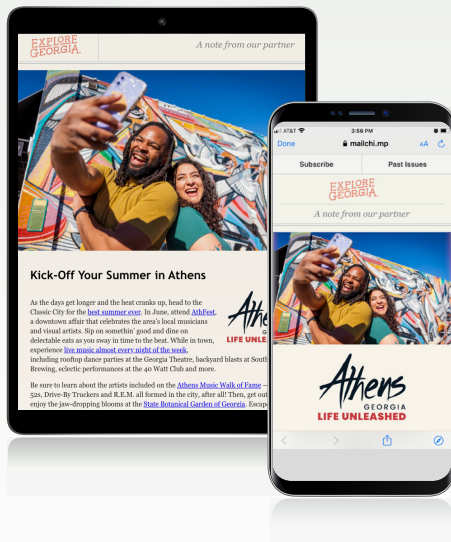 EXPLORE
GEORGIA
A note from our partner
Kick-Off Your Summer in Athens
As the days get longer and the heat cranks up, head to the
Classic City for the best summer ever. In June, attend AthFest,
a downtown affair that celebrates the area's local musicians
and visual artists. Sip on somethin' good and dine on
delectable eats as you sway in time to the beat. While in town,
experience live music almost every night of the week,
including rooftop dance parties at the Georgia Theatre, backyard blasts at South
Brewing, eclectic performances at the 40 Watt Club and more.
Athe
LIFE UNLE
Be sure to learn about the artists included on the Athens Music Walk of Fame —
52s, Drive-By Truckers and R.E.M. all formed in the city, after all! Then, get out
enjoy the jaw-dropping blooms at the State Botanical Garden of Georgia. Escape
AT&T
3:56 PM
Done
mailchi.mp
AA
Subscribe
Past Issues
EXPLORE
GEORGIA
A note from our partner
Athens
GEORGIA
LIFE UNLEASHED